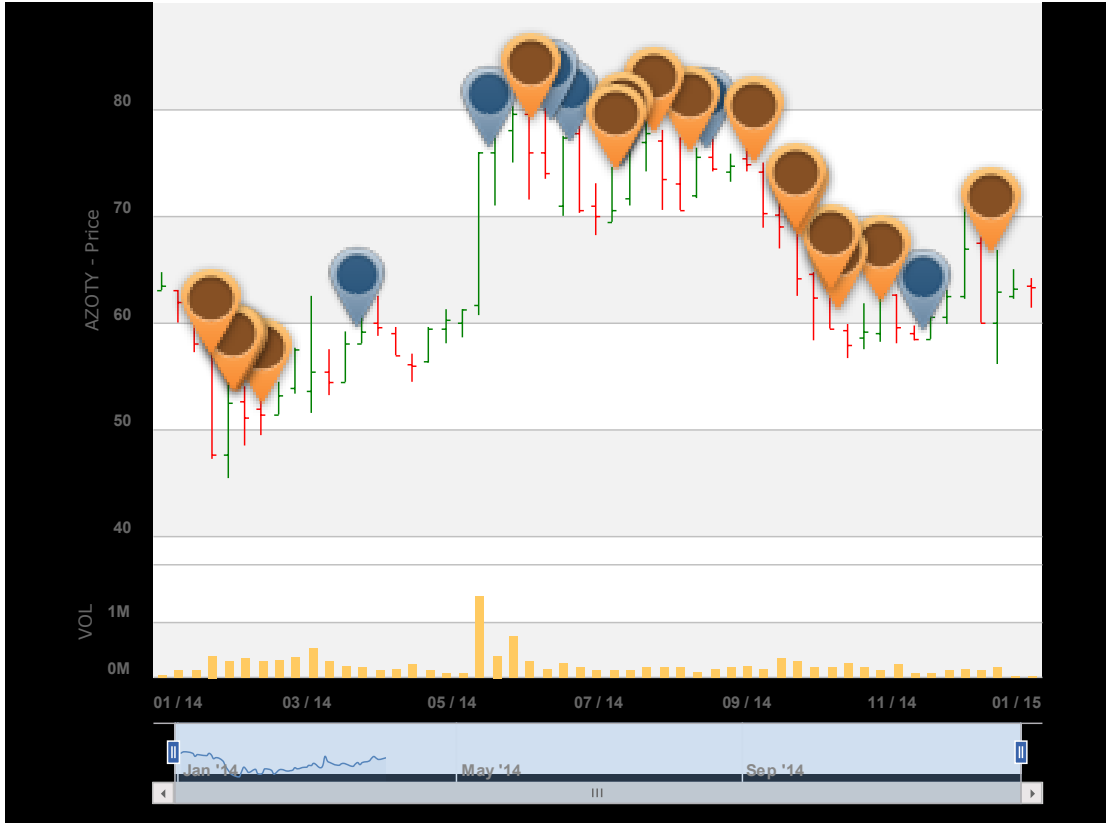 80
70
AZOTY - Price
60
50
40
VOL
1M
0M
01 / 14
03 / 14
05 / 14
07 / 14
09 / 14
11 / 14
01 / 15
Jan '14
May '14
Sep '14